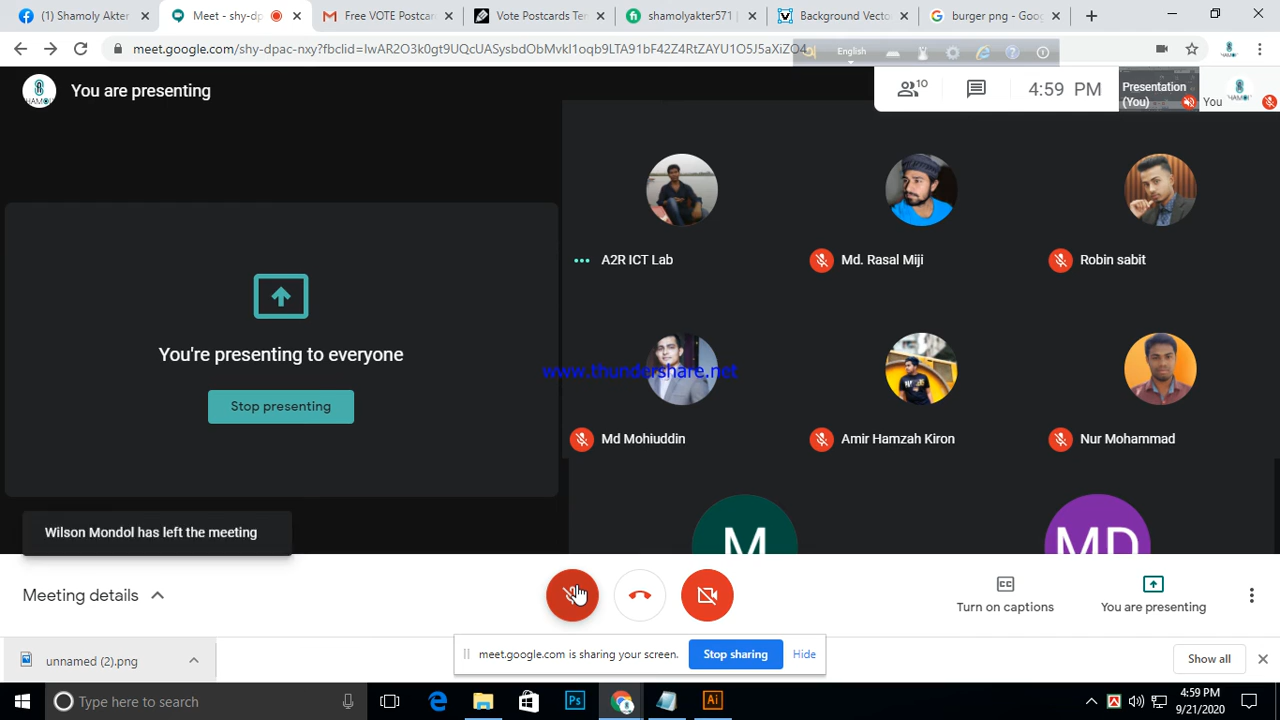 (1) Shamoly Akter
Meet - shy-dp
Free VOTE Postcar
Vote Postcards Te
shamolyakter571 |
Background Vecto
burger png - Goo
meet.google.com/shy-dpac-nxy?fbclid=IwAR2O3k0gt9UQcUASysbdObMvkI1oqb9LTA91bF42Z4RtZAYU1O5J5aXiZO4
English
You are presenting
10
4:59 PM
Presentation
(You)
You
You're presenting to everyone
Stop presenting
A2R ICT Lab
Md. Rasal Miji
Robin sabit
www.thundershare.net
Md Mohiuddin
Amir Hamzah Kiron
Nur Mohammad
M
MD
Wilson Mondol has left the meeting
Meeting details
CC
Turn on captions
You are presenting
meet.google.com is sharing your screen.
Stop sharing
Hide
unnamed (2).png
Show all
Type here to search
Ps
Ai
4:59 PM
9/21/2020